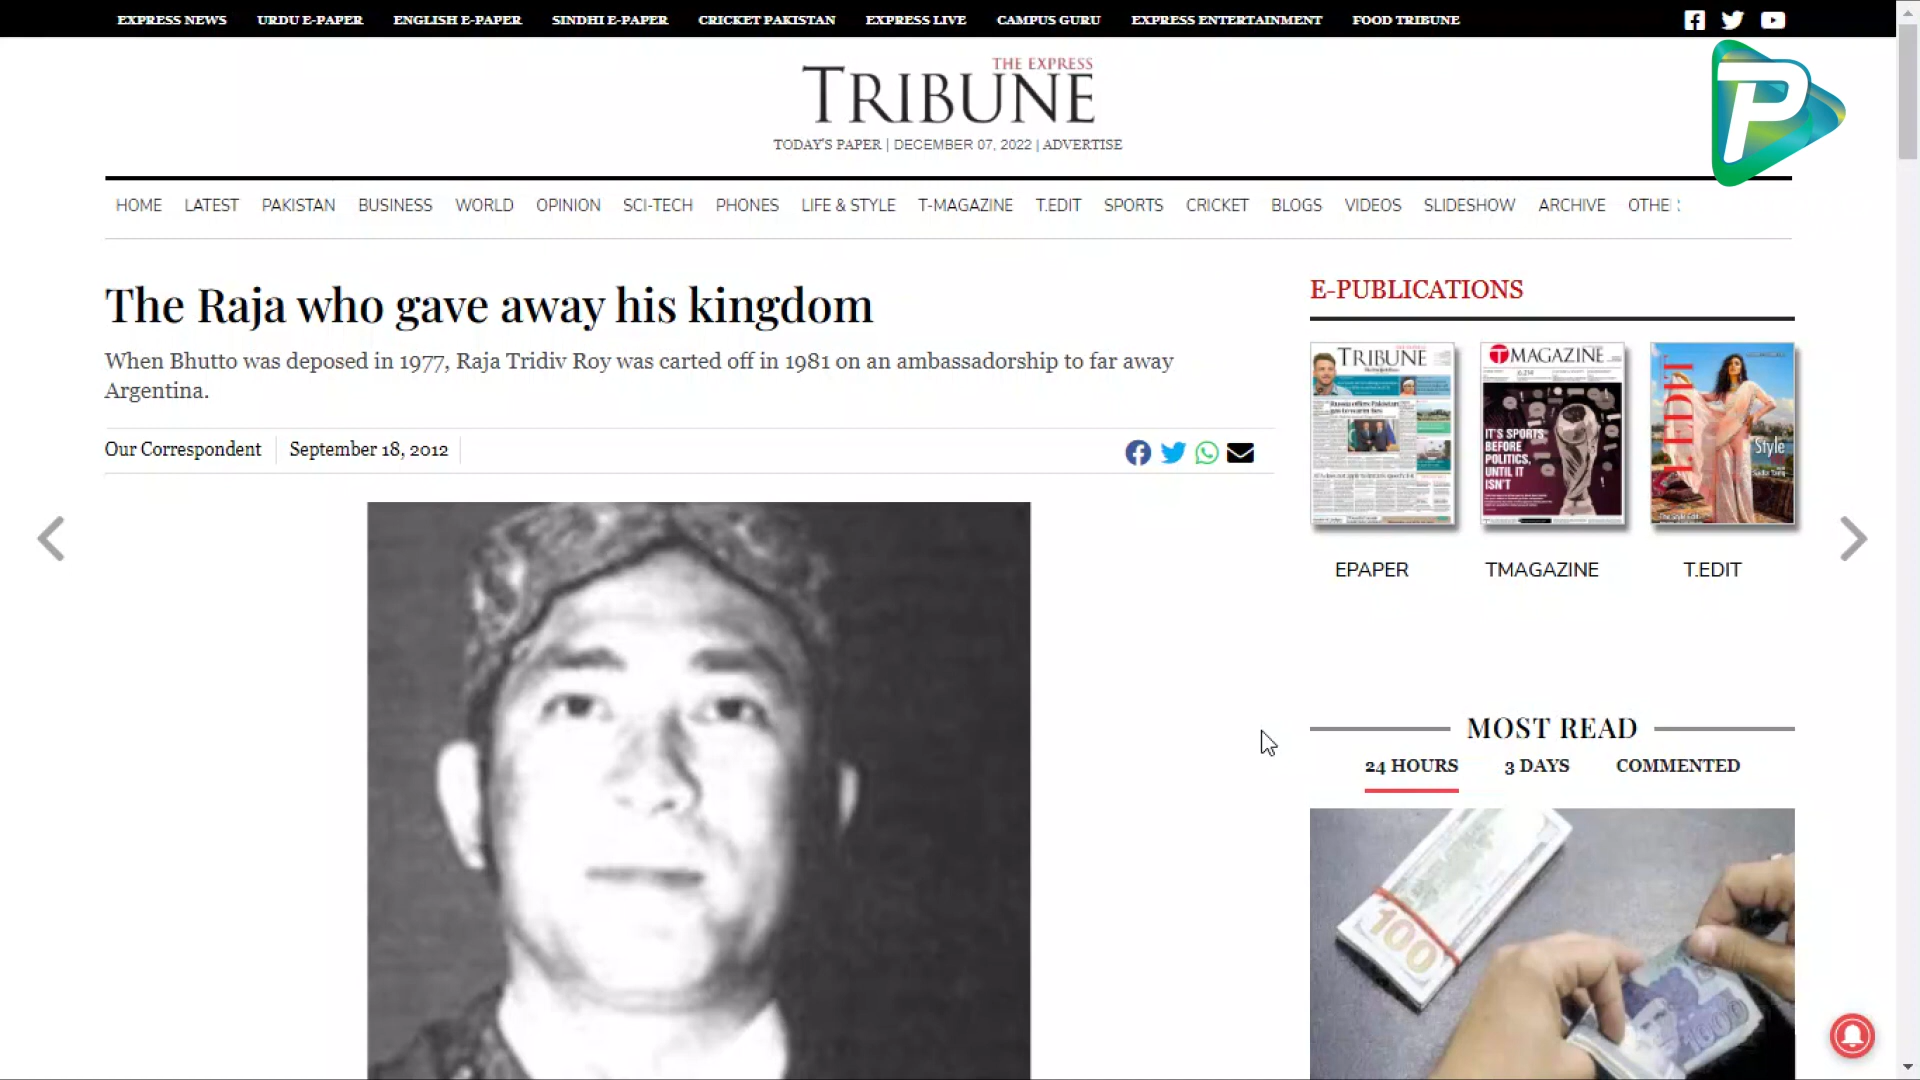 EXPRESS NEWS URDU E-PAPER ENGLISH E-PAPER SINDHI E-PAPER CRICKET PAKISTAN EXPRESS LIVE CAMPUS GURU EXPRESS ENTERTAINMENT FOOD TRIBUNE
THE EXPRESS
TRIBUNE
TODAY'S PAPER | DECEMBER 07, 2022 | ADVERTISE
P
HOME LATEST PAKISTAN BUSINESS WORLD OPINION SCI-TECH PHONES LIFE & STYLE T-MAGAZINE T.EDIT SPORTS CRICKET BLOGS VIDEOS SLIDESHOW ARCHIVE OTHE
The Raja who gave away his kingdom
When Bhutto was deposed in 1977, Raja Tridiv Roy was carted off in 1981 on an ambassadorship to far away
Argentina.
Our Correspondent September 18, 2012
E-PUBLICATIONS
TRIBUNE
T MAGAZINE
IT'S SPORTS
BEFORE
POLITICS,
UNTIL IT
ISN'T
T.EDIT
Style
EPAPER TMAGAZINE T.EDIT
MOST READ
24 HOURS 3 DAYS COMMENTED
100